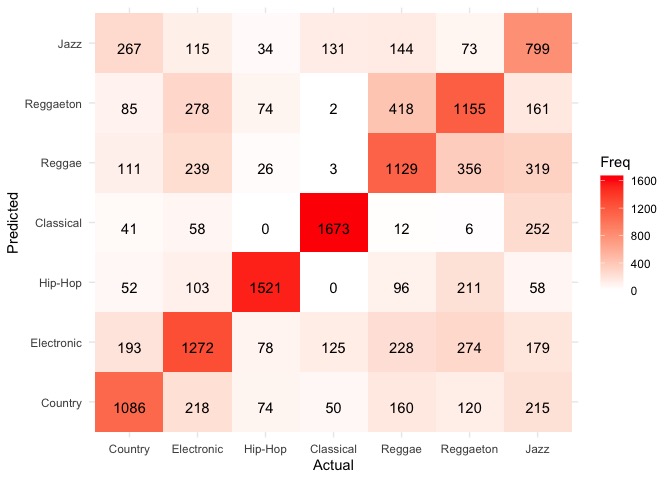 Predicted
Jazz 267 115 34 131 144 73 799
Reggaeton 85 278 74 2 418 1155 161
Reggae 111 239 26 3 1129 356 319
Classical 41 58 0 1673 12 6 252
Hip-Hop 52 103 1521 0 96 211 58
Electronic 193 1272 78 125 228 274 179
Country 1086 218 74 50 160 120 215
Country Electronic Hip-Hop Classical Reggae Reggaeton Jazz
Actual
Freq
1600
1200
800
400
0